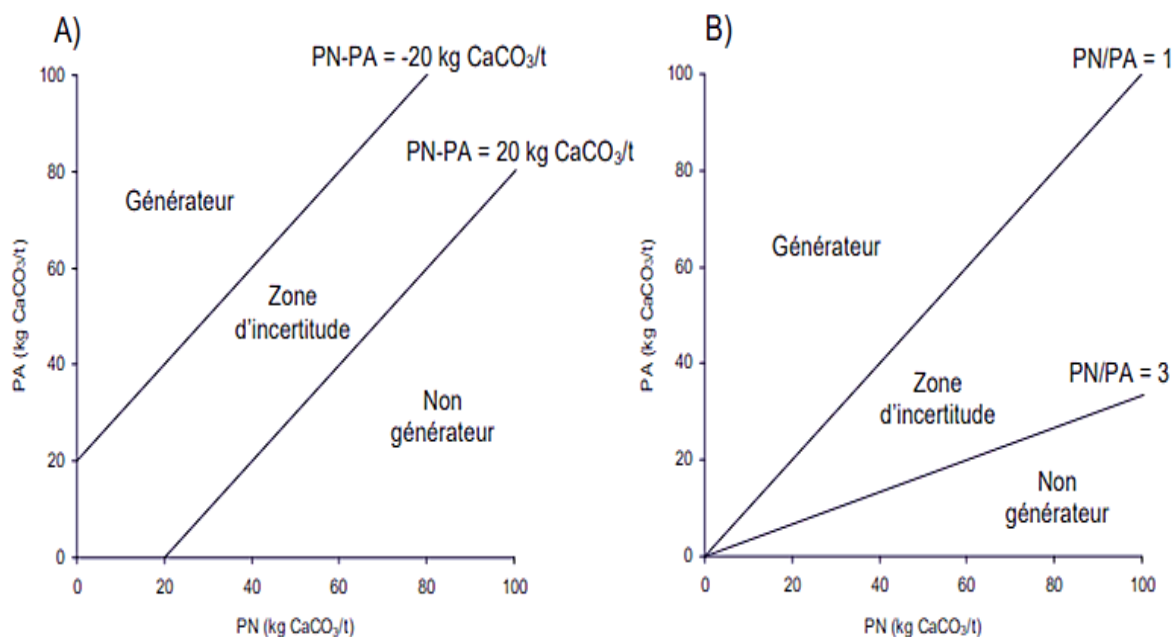 A)
PN-PA = -20 kg CaCO₃/t
PN-PA = 20 kg CaCO₃/t
Générateur
Zone
d'incertitude
Non
générateur
PA (kg CaCO₃/t)
100
80
60
40
20
0
0 20 40 60 80 100
PN (kg CaCO₃/t)
B)
PN/PA = 1
Générateur
PN/PA = 3
Zone
d'incertitude
Non
générateur
PA (kg CaCO₃/t)
100
80
60
40
20
0
0 20 40 60 80 100
PN (kg CaCO₃/t)